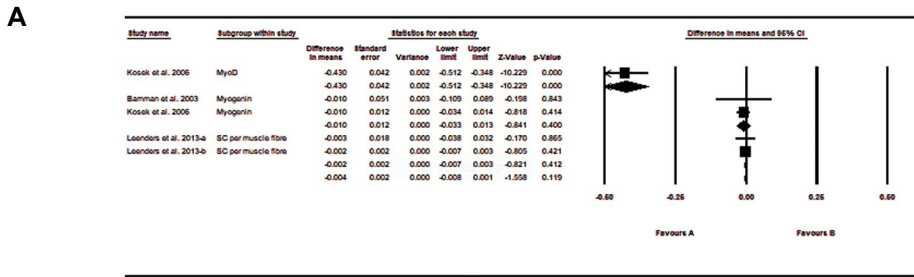 A
Study name Subgroup within study Statistics for each study Difference in means and 95% CI
Difference in means Standard error Variance Lower limit Upper limit Z-Value p-Value
Kosek et al. 2006 MyoD -0.430 0.042 0.002 -0.512 -0.348 -10.229 0.000
-0.430 0.042 0.002 -0.512 -0.348 -10.229 0.000
Bamman et al. 2003 Myogenin -0.010 0.051 0.003 -0.109 0.089 -0.198 0.843
Kosek et al. 2006 Myogenin -0.010 0.012 0.000 -0.034 0.014 -0.818 0.414
-0.010 0.012 0.000 -0.033 0.013 -0.841 0.400
Leenders et al. 2013-a SC per muscle fibre -0.003 0.018 0.000 -0.038 0.032 -0.170 0.865
Leenders et al. 2013-b SC per muscle fibre -0.002 0.002 0.000 -0.007 0.003 -0.805 0.421
-0.002 0.002 0.000 -0.007 0.003 -0.821 0.412
-0.004 0.002 0.000 -0.008 0.001 -1.558 0.119
-0.50 -0.25 0.00 0.25 0.50
Favours A Favours B